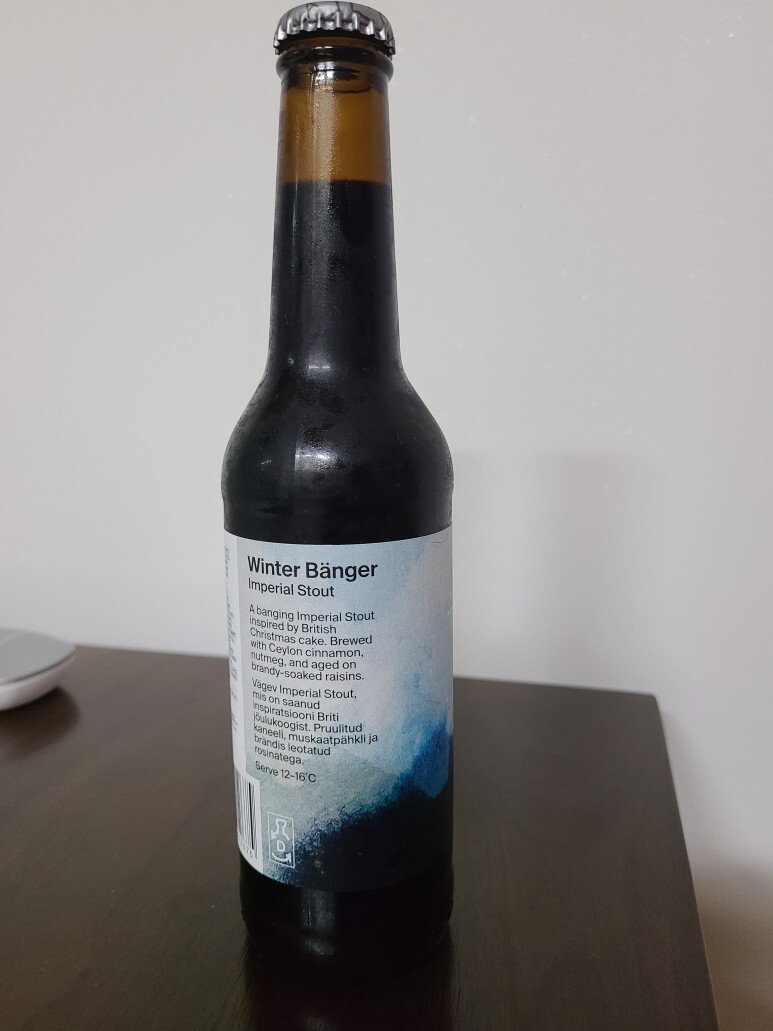 Winter Bänger
Imperial Stout
A banging Imperial Stout
inspired by British
Christmas cake. Brewed
with Ceylon cinnamon,
nutmeg, and aged on
brandy-soaked raisins.
Vägev Imperial Stout,
mis on saanud
inspiratsiooni Briti
jõulukoogist. Pruulitud
kaneeli, muskaatpähkli ja
brändis leotatud
rosinatega.
Serve 12-16°C
D